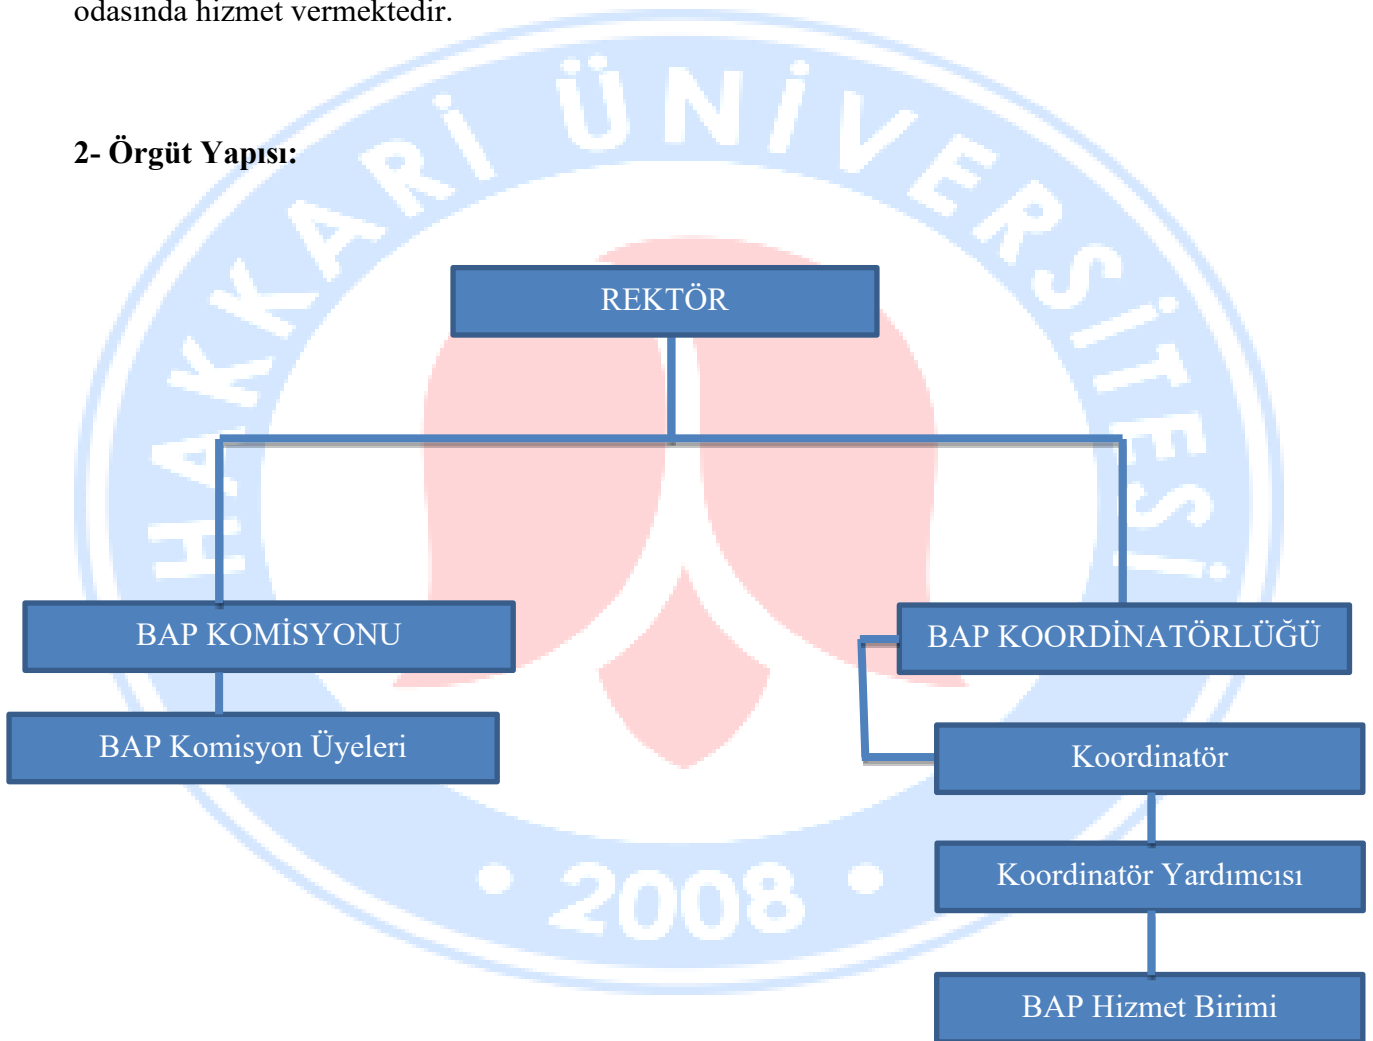 odasında hizmet vermektedir.
2- Örgüt Yapısı:
HAKKARİ ÜNİVERSİTESİ
REKTÖR
BAP KOMİSYONU
BAP KOORDİNATÖRLÜĞÜ
BAP Komisyon Üyeleri
Koordinatör
Koordinatör Yardımcısı
• 2008 •
BAP Hizmet Birimi